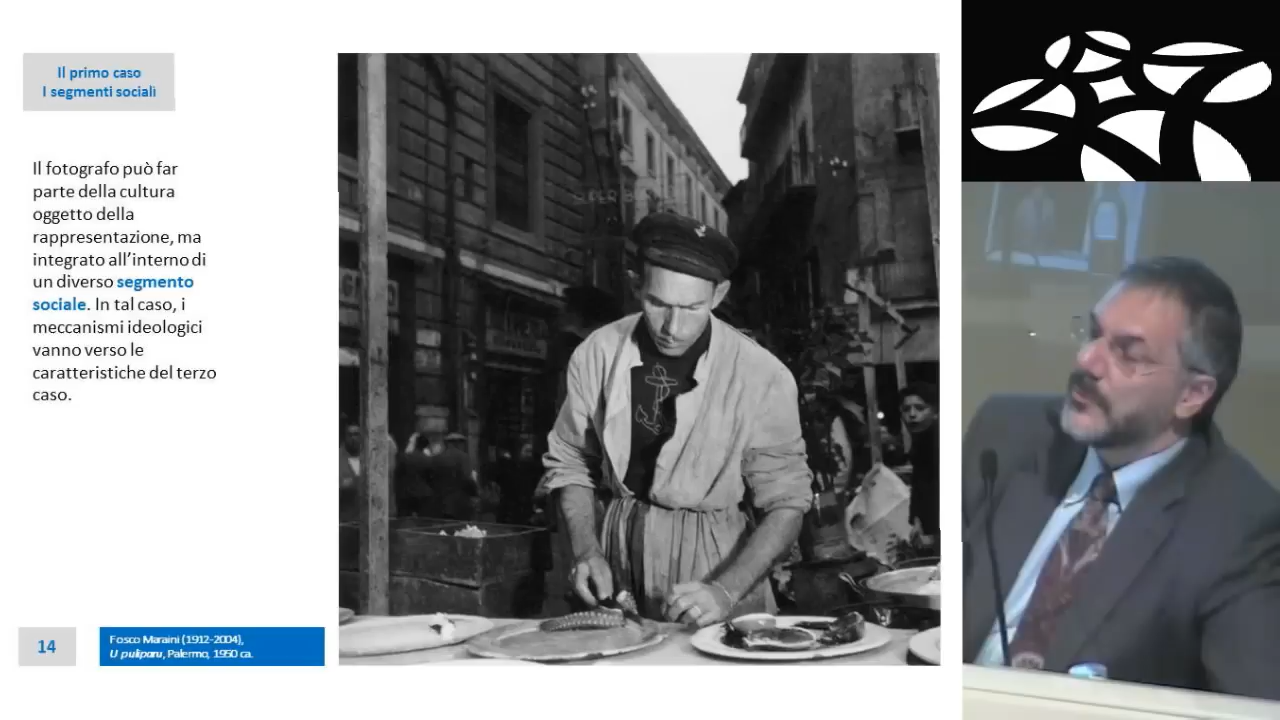 Il primo caso
I segmenti sociali
Il fotografo può far
parte della cultura
oggetto della
rappresentazione, ma
integrato all'interno di
un diverso segmento
sociale. In tal caso, i
meccanismi ideologici
vanno verso le
caratteristiche del terzo
caso.
14
Fosco Maraini (1912-2004),
U puliparu, Palermo, 1950 ca.